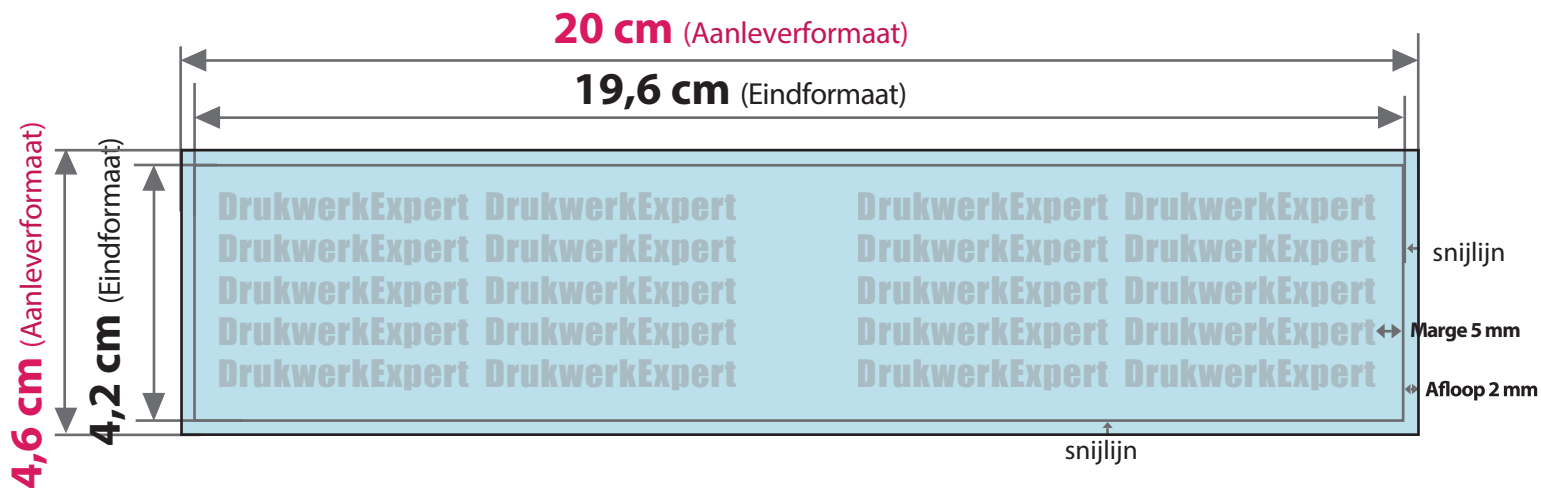 20 cm (Aanleverformaat)
19,6 cm (Eindformaat)
4,6 cm (Aanleverformaat)
4,2 cm (Eindformaat)
DrukwerkExpert DrukwerkExpert DrukwerkExpert DrukwerkExpert
DrukwerkExpert DrukwerkExpert DrukwerkExpert DrukwerkExpert
snijlijn
DrukwerkExpert DrukwerkExpert DrukwerkExpert DrukwerkExpert
DrukwerkExpert DrukwerkExpert DrukwerkExpert DrukwerkExpert
Marge 5 mm
DrukwerkExpert DrukwerkExpert DrukwerkExpert DrukwerkExpert
Afloop 2 mm
snijlijn